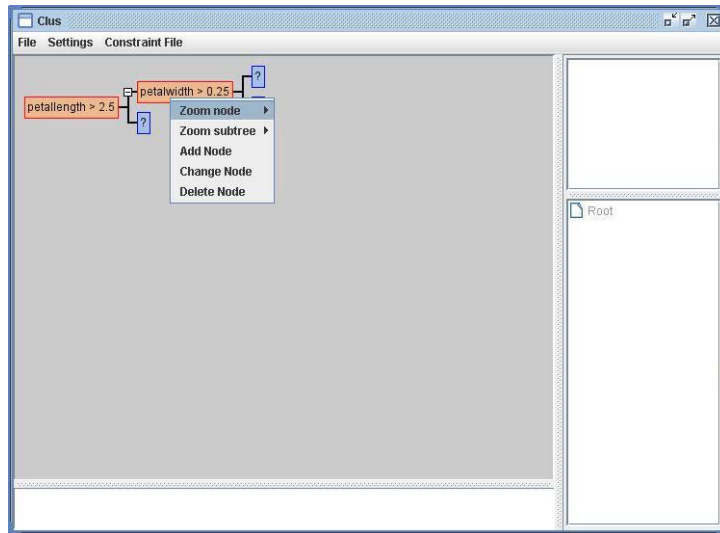 Clus
File Settings Constraint File
?
petalwidth > 0.25
petallength > 2.5
?
Zoom node
Zoom subtree
Add Node
Change Node
Delete Node
Root